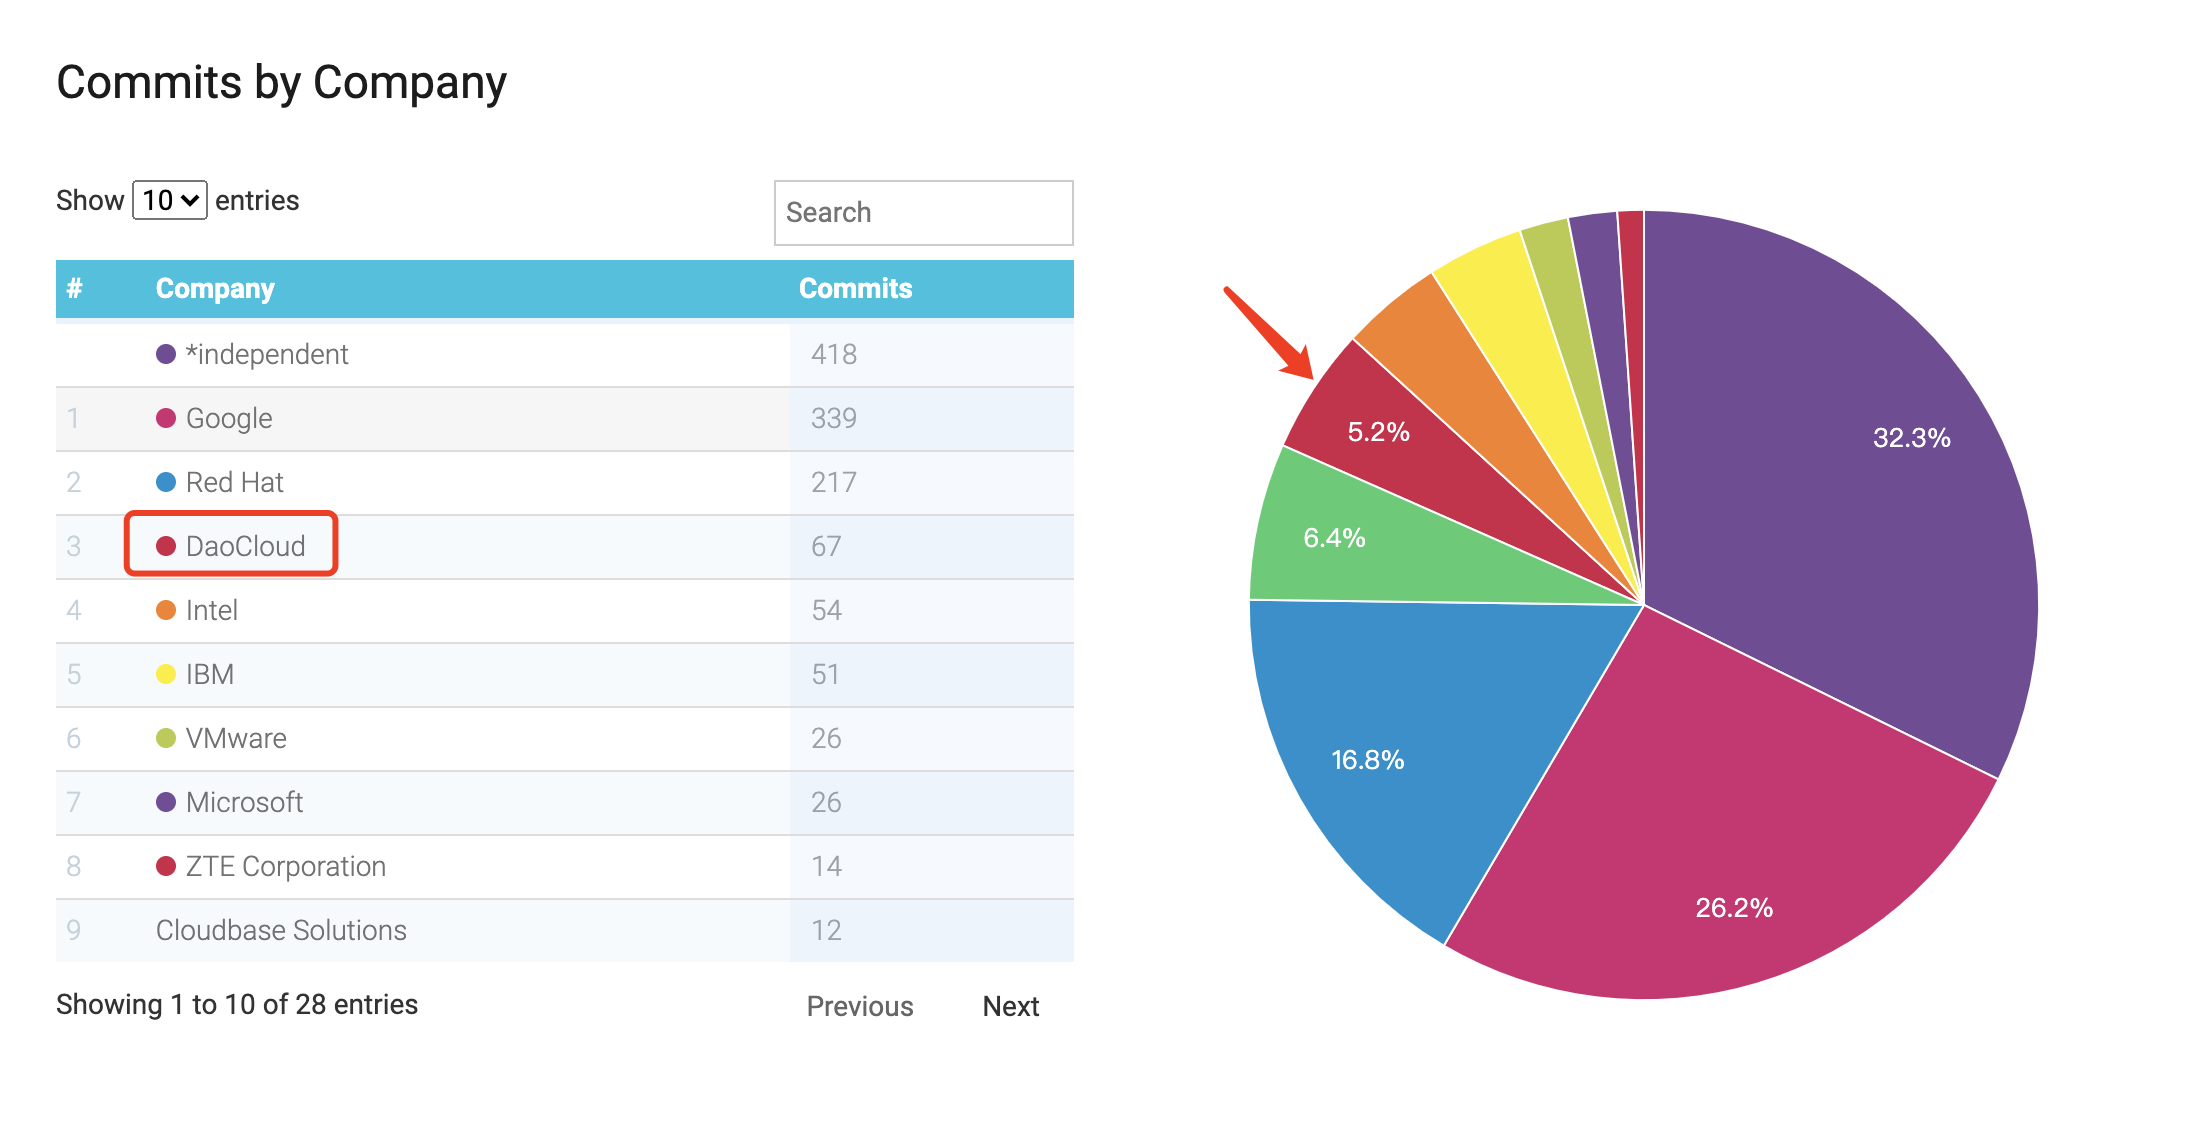 Commits by Company
Show 10 entries
Search
# Company Commits
*independent 418
1 Google 339
2 Red Hat 217
3 DaoCloud 67
4 Intel 54
5 IBM 51
6 VMware 26
7 Microsoft 26
8 ZTE Corporation 14
9 Cloudbase Solutions 12
Showing 1 to 10 of 28 entries
Previous Next
32.3%
5.2%
6.4%
16.8%
26.2%